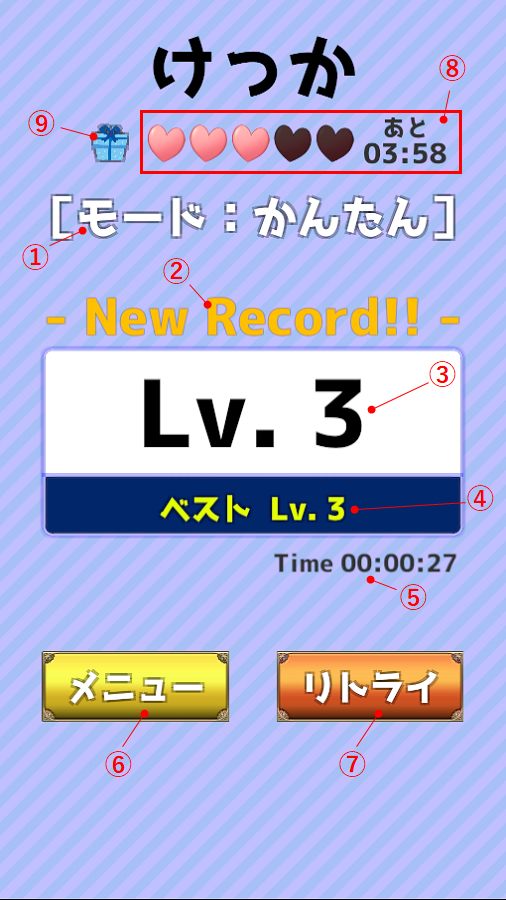 けっか
⑧
⑨
あと
03:58
[モード：かんたん]
①
②
- New Record!! -
Lv. 3
③
ベスト Lv. 3
④
Time 00:00:27
⑤
メニュー
リトライ
⑥
⑦